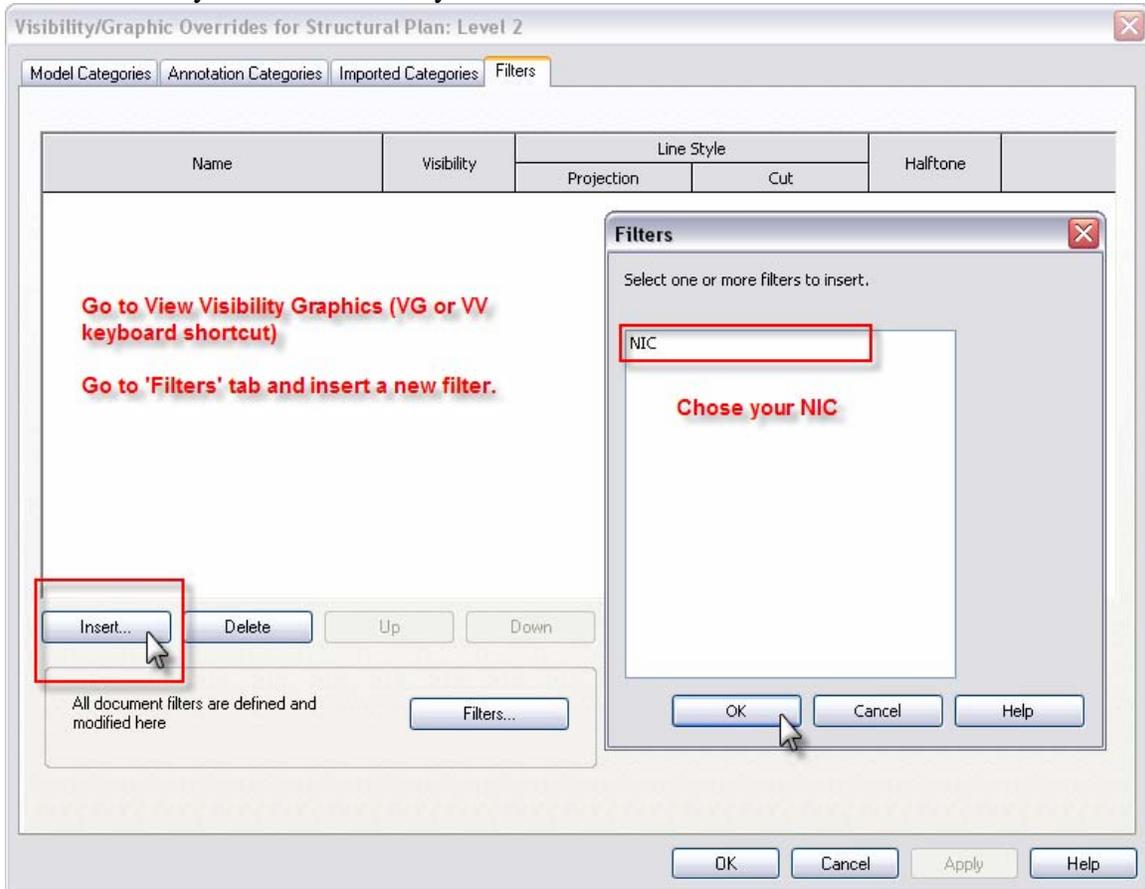 Visibility/Graphic Overrides for Structural Plan: Level 2
Model Categories Annotation Categories Imported Categories Filters
Name Visibility Line Style Halftone
Projection Cut
Filters
Select one or more filters to insert.
NIC
Go to View Visibility Graphics (VG or VV
keyboard shortcut)
Go to 'Filters' tab and insert a new filter.
Chose your NIC
Insert... Delete Up Down
All document filters are defined and
modified here
Filters...
OK Cancel Help
OK Cancel Apply Help